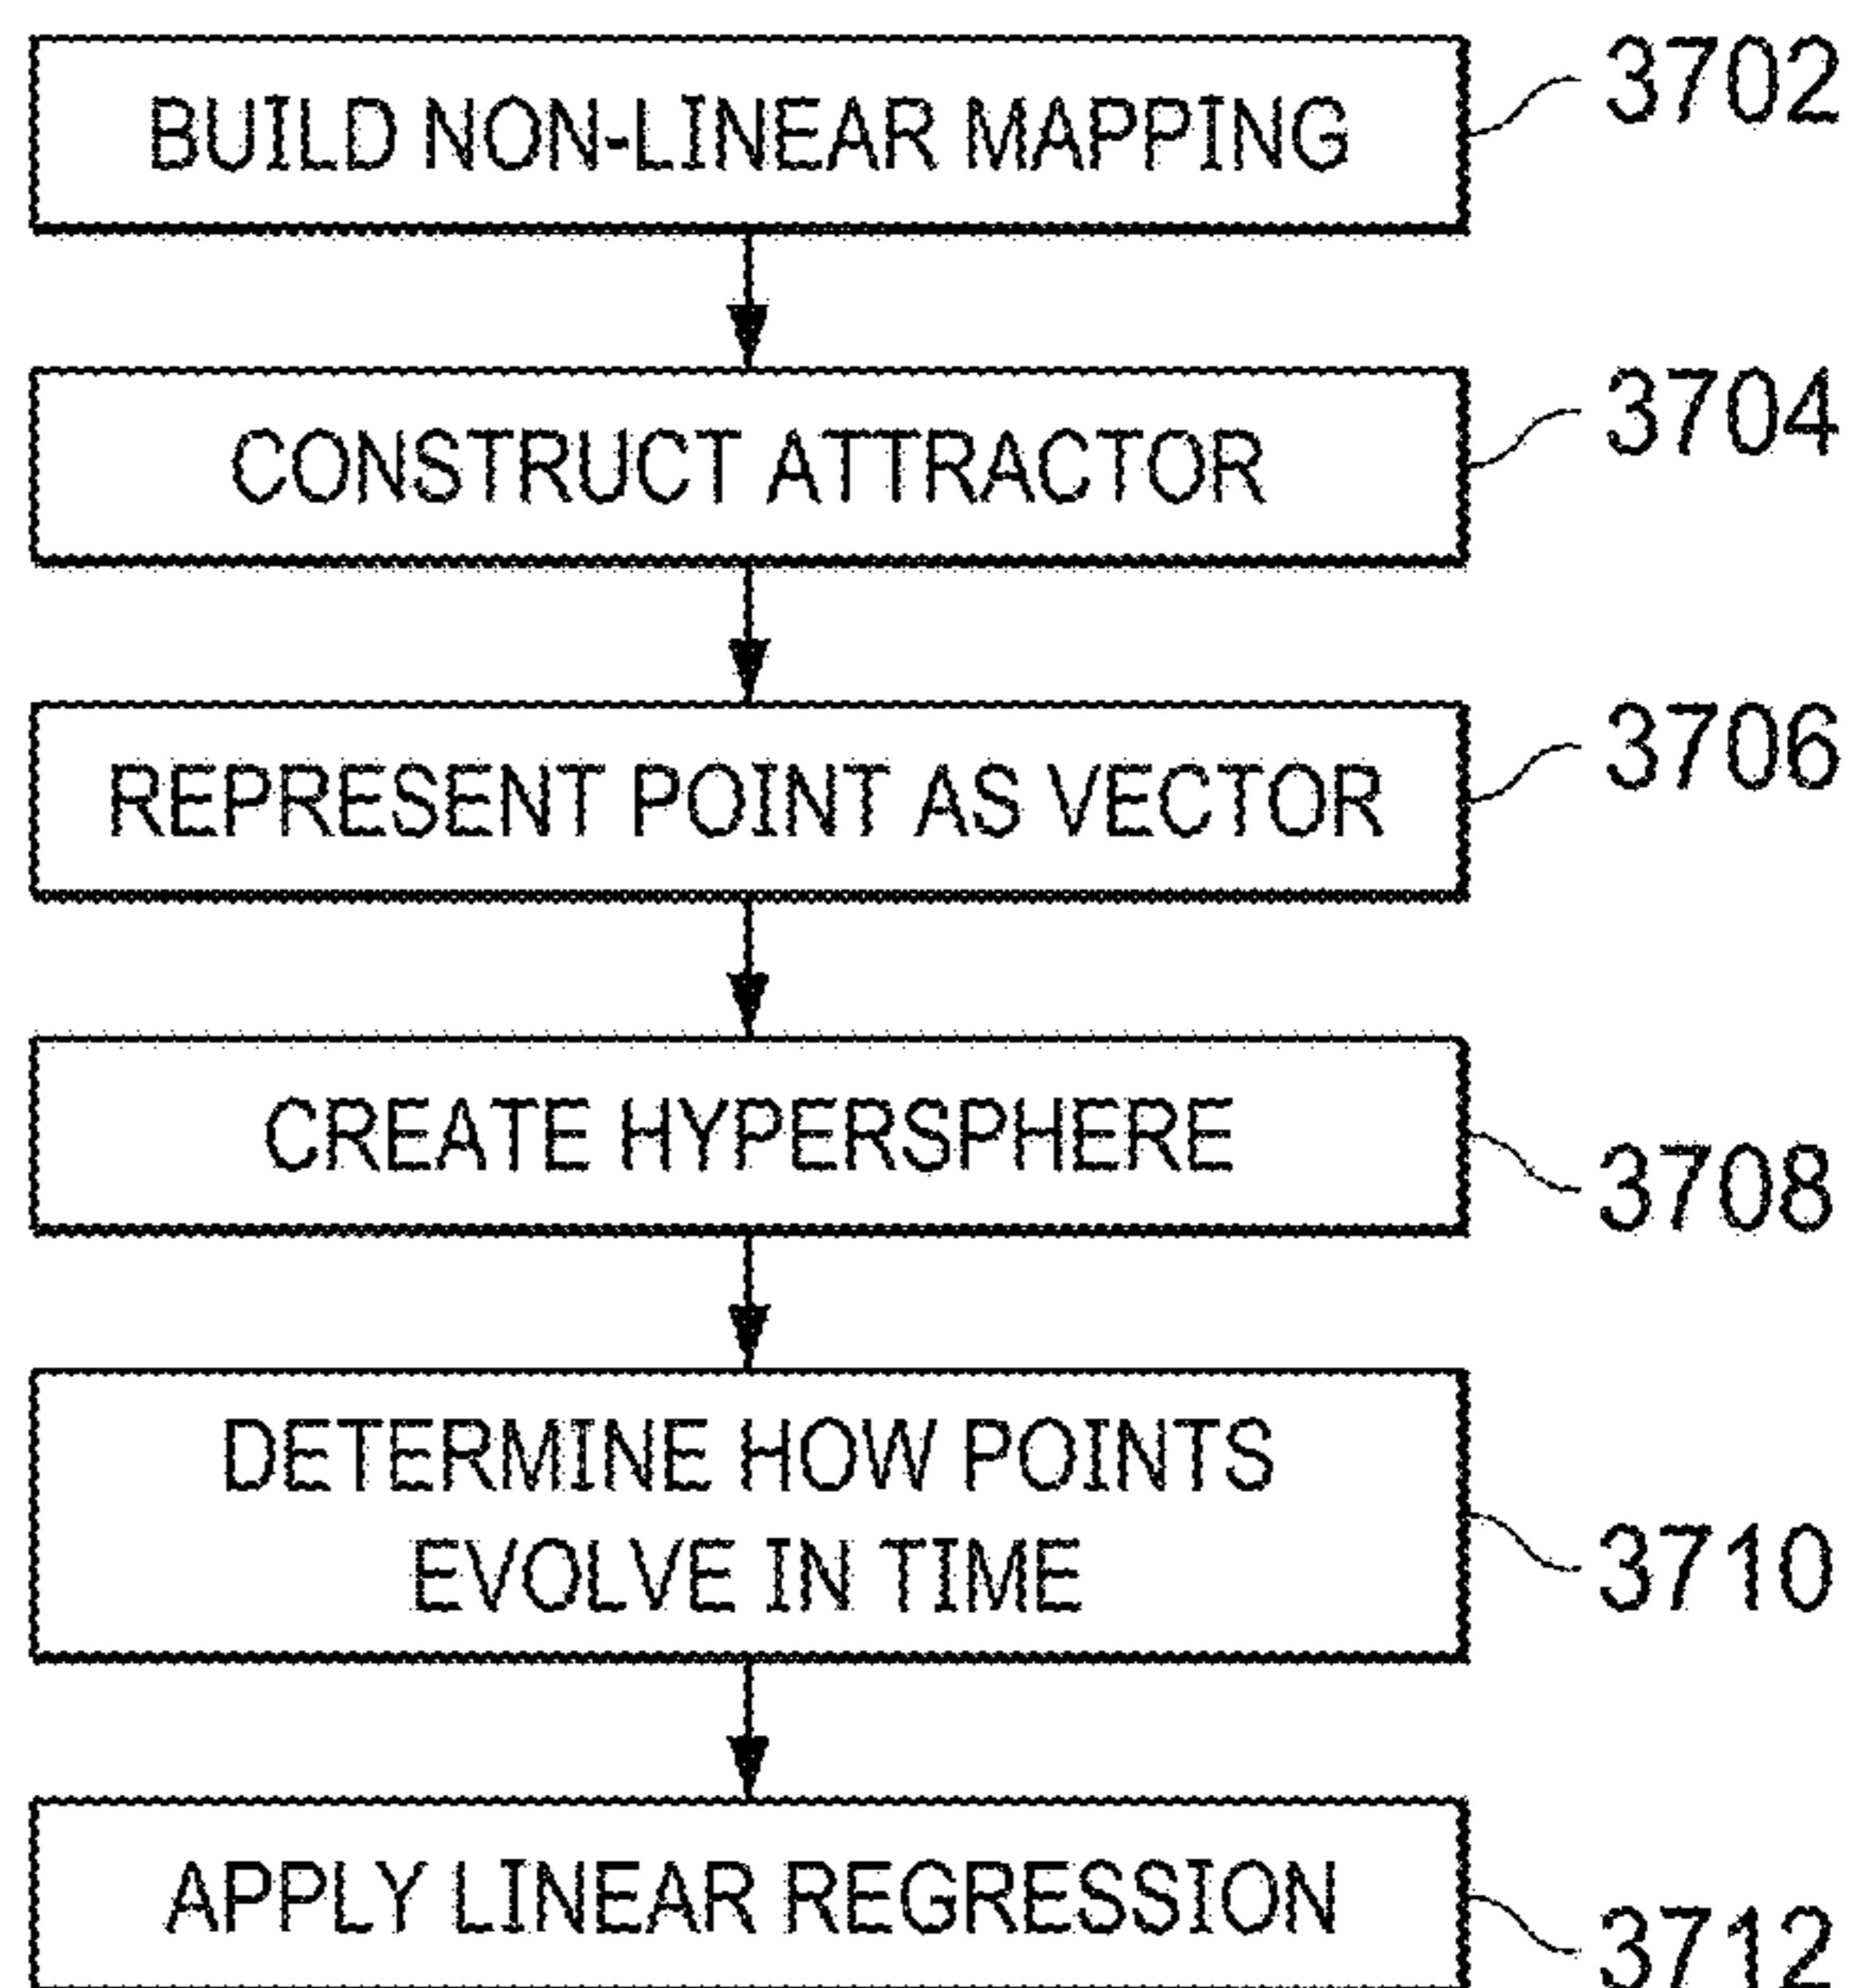 BUILD NON-LINEAR MAPPING
3702
CONSTRUCT ATTRACTOR
3704
REPRESENT POINT AS VECTOR
3706
CREATE HYPERSPHERE
3708
DETERMINE HOW POINTS
EVOLVE IN TIME
3710
APPLY LINEAR REGRESSION
3712